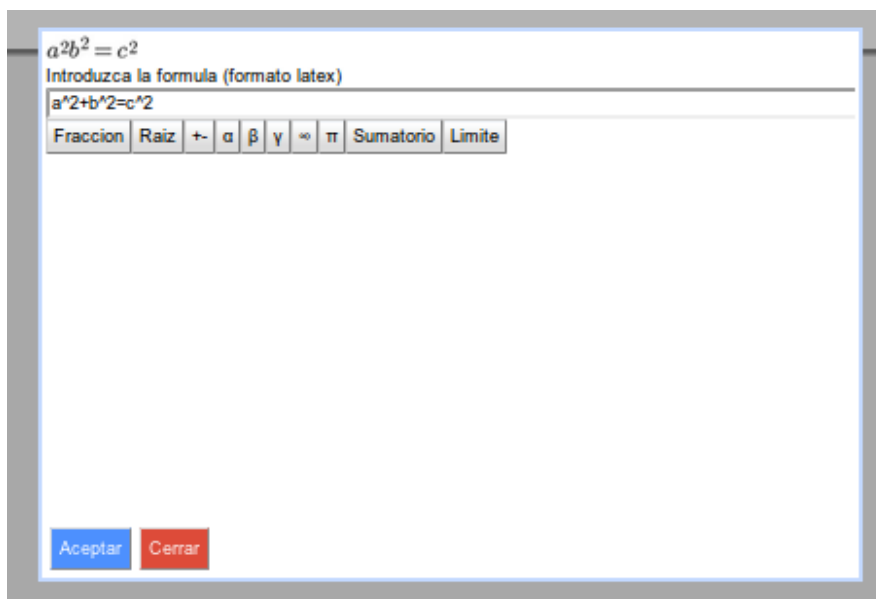 a²b² = c²
Introduzca la formula (formato latex)
a^2+b^2=c^2
Fraccion Raiz +- α β γ ∞ π Sumatorio Limite
Aceptar Cerrar